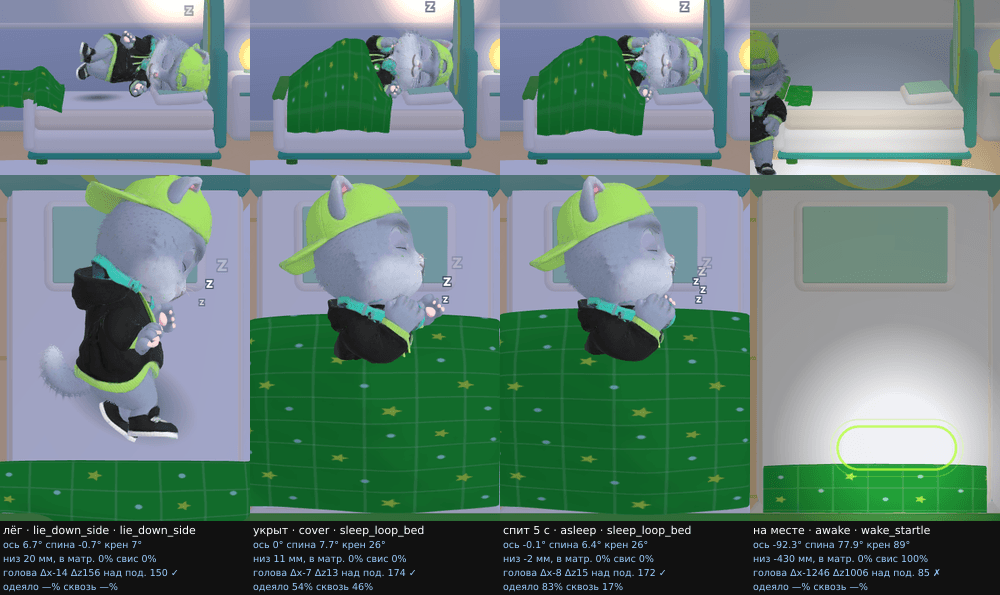 z
z
z
z
z
z
z
z
z
z
z
z
лёг · lie_down_side · lie_down_side
ось 6.7° спина -0.7° крен 7°
низ 20 мм, в матр. 0% свис 0%
голова Δx-14 Δz156 над под. 150 ✓
одеяло —% сквозь —%
укрыт · cover · sleep_loop_bed
ось 0° спина 7.7° крен 26°
низ 11 мм, в матр. 0% свис 0%
голова Δx-7 Δz13 над под. 174 ✓
одеяло 54% сквозь 46%
спит 5 с · asleep · sleep_loop_bed
ось -0.1° спина 6.4° крен 26°
низ -2 мм, в матр. 0% свис 0%
голова Δx-8 Δz15 над под. 172 ✓
одеяло 83% сквозь 17%
на месте · awake · wake_startle
ось -92.3° спина 77.9° крен 89°
низ -430 мм, в матр. 0% свис 100%
голова Δx-1246 Δz1006 над под. 85 ✗
одеяло —% сквозь —%